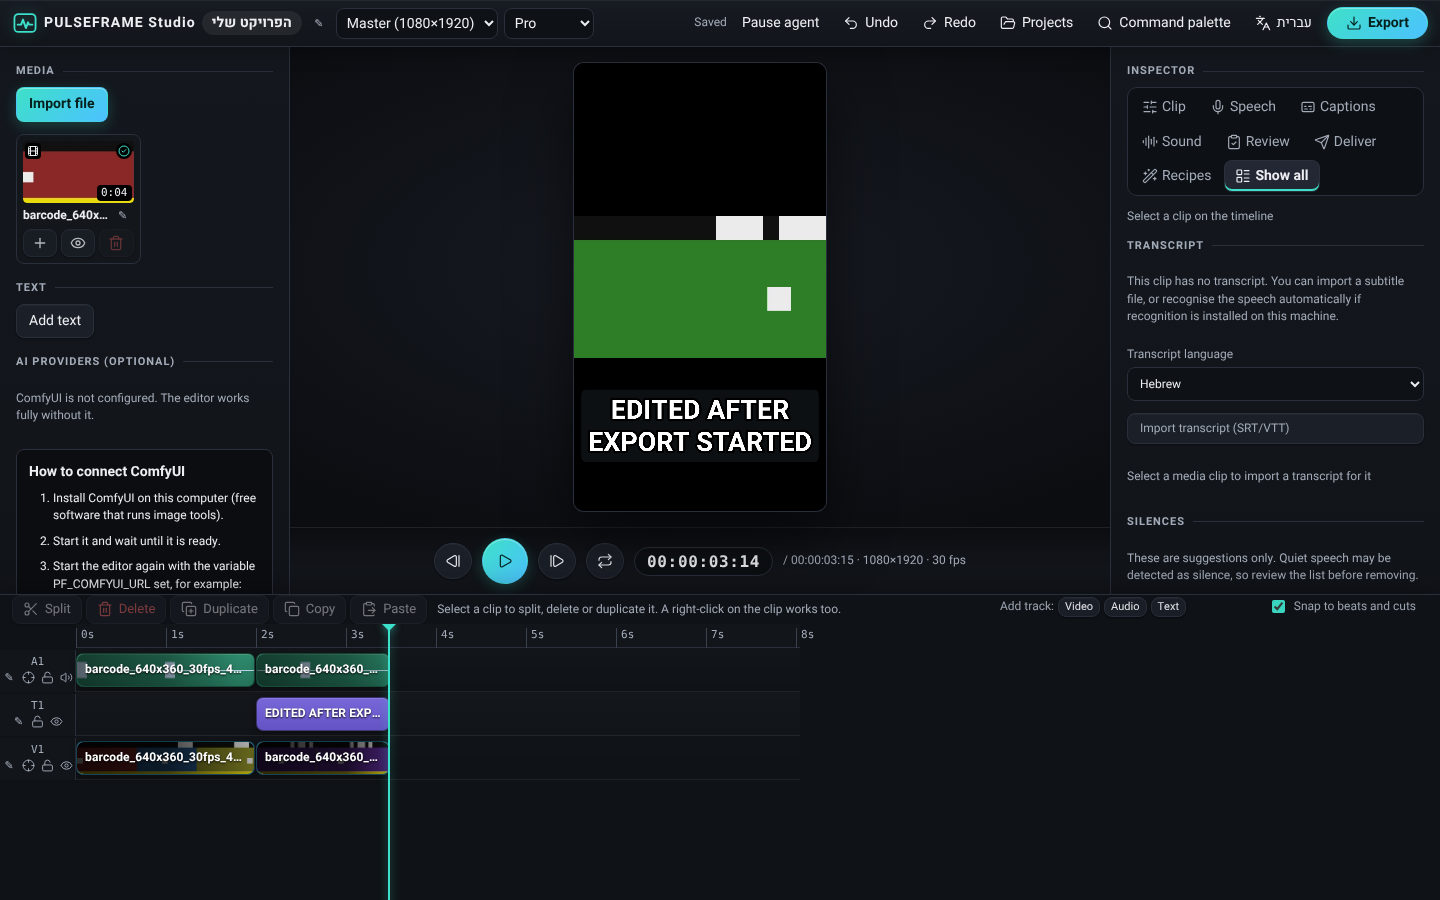 PULSEFRAME Studio
הפרויקט שלי
Master (1080×1920)
Pro
Saved
Pause agent
Undo
Redo
Projects
Command palette
עברית
Export
MEDIA
Import file
0:04
barcode_640x...
TEXT
Add text
AI PROVIDERS (OPTIONAL)
ComfyUI is not configured. The editor works
fully without it.
How to connect ComfyUI
1. Install ComfyUI on this computer (free
software that runs image tools).
2. Start it and wait until it is ready.
3. Start the editor again with the variable
PF_COMFYUI_URL set, for example:
EDITED AFTER
EXPORT STARTED
00:00:03:14
/ 00:00:03:15 · 1080×1920 · 30 fps
INSPECTOR
Clip
Speech
Captions
Sound
Review
Deliver
Recipes
Show all
Select a clip on the timeline
TRANSCRIPT
This clip has no transcript. You can import a subtitle
file, or recognise the speech automatically if
recognition is installed on this machine.
Transcript language
Hebrew
Import transcript (SRT/VTT)
Select a media clip to import a transcript for it
SILENCES
These are suggestions only. Quiet speech may be
detected as silence, so review the list before removing.
Split
Delete
Duplicate
Copy
Paste
Select a clip to split, delete or duplicate it. A right-click on the clip works too.
Add track:
Video
Audio
Text
Snap to beats and cuts
0s
1s
2s
3s
4s
5s
6s
7s
8s
A1
barcode_640x360_30fps_4...
barcode_640x360_...
T1
EDITED AFTER EXP...
V1
barcode_640x360_30fps_4...
barcode_640x360_...